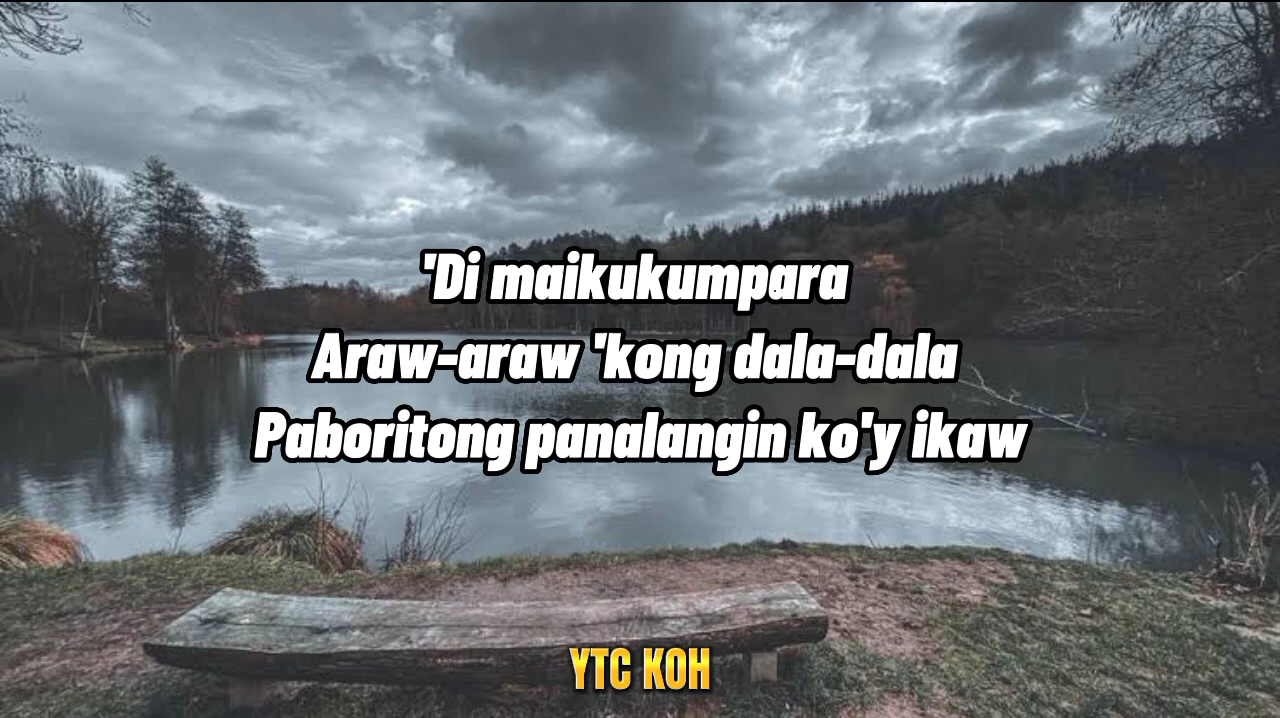 'Di maikukumpara
Araw-araw 'kong dala-dala
Paboritong panalangin ko'y ikaw
YTC KOH